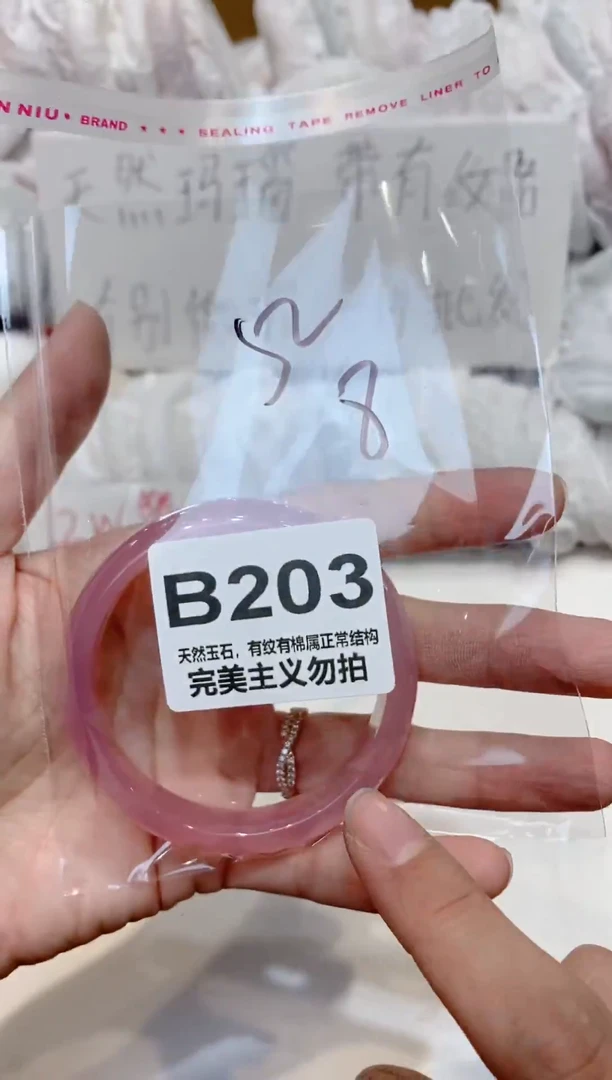 N NIU • BRAND * * * SEALING TAPE REMOVE LINER TO
天然玛瑙 带有纹路
52
8
B203
天然玉石，有纹有棉属正常结构
完美主义勿拍